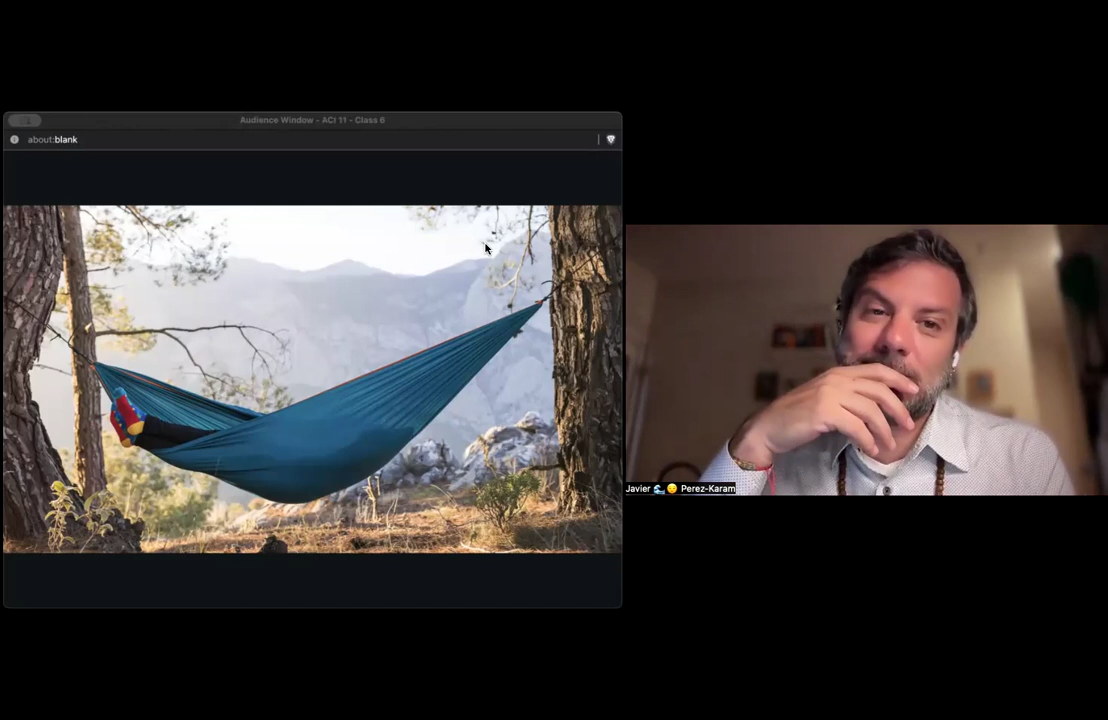 Audience Window - ACI 11 - Class 6
about:blank
Javier 🌊 😏 Perez-Karam